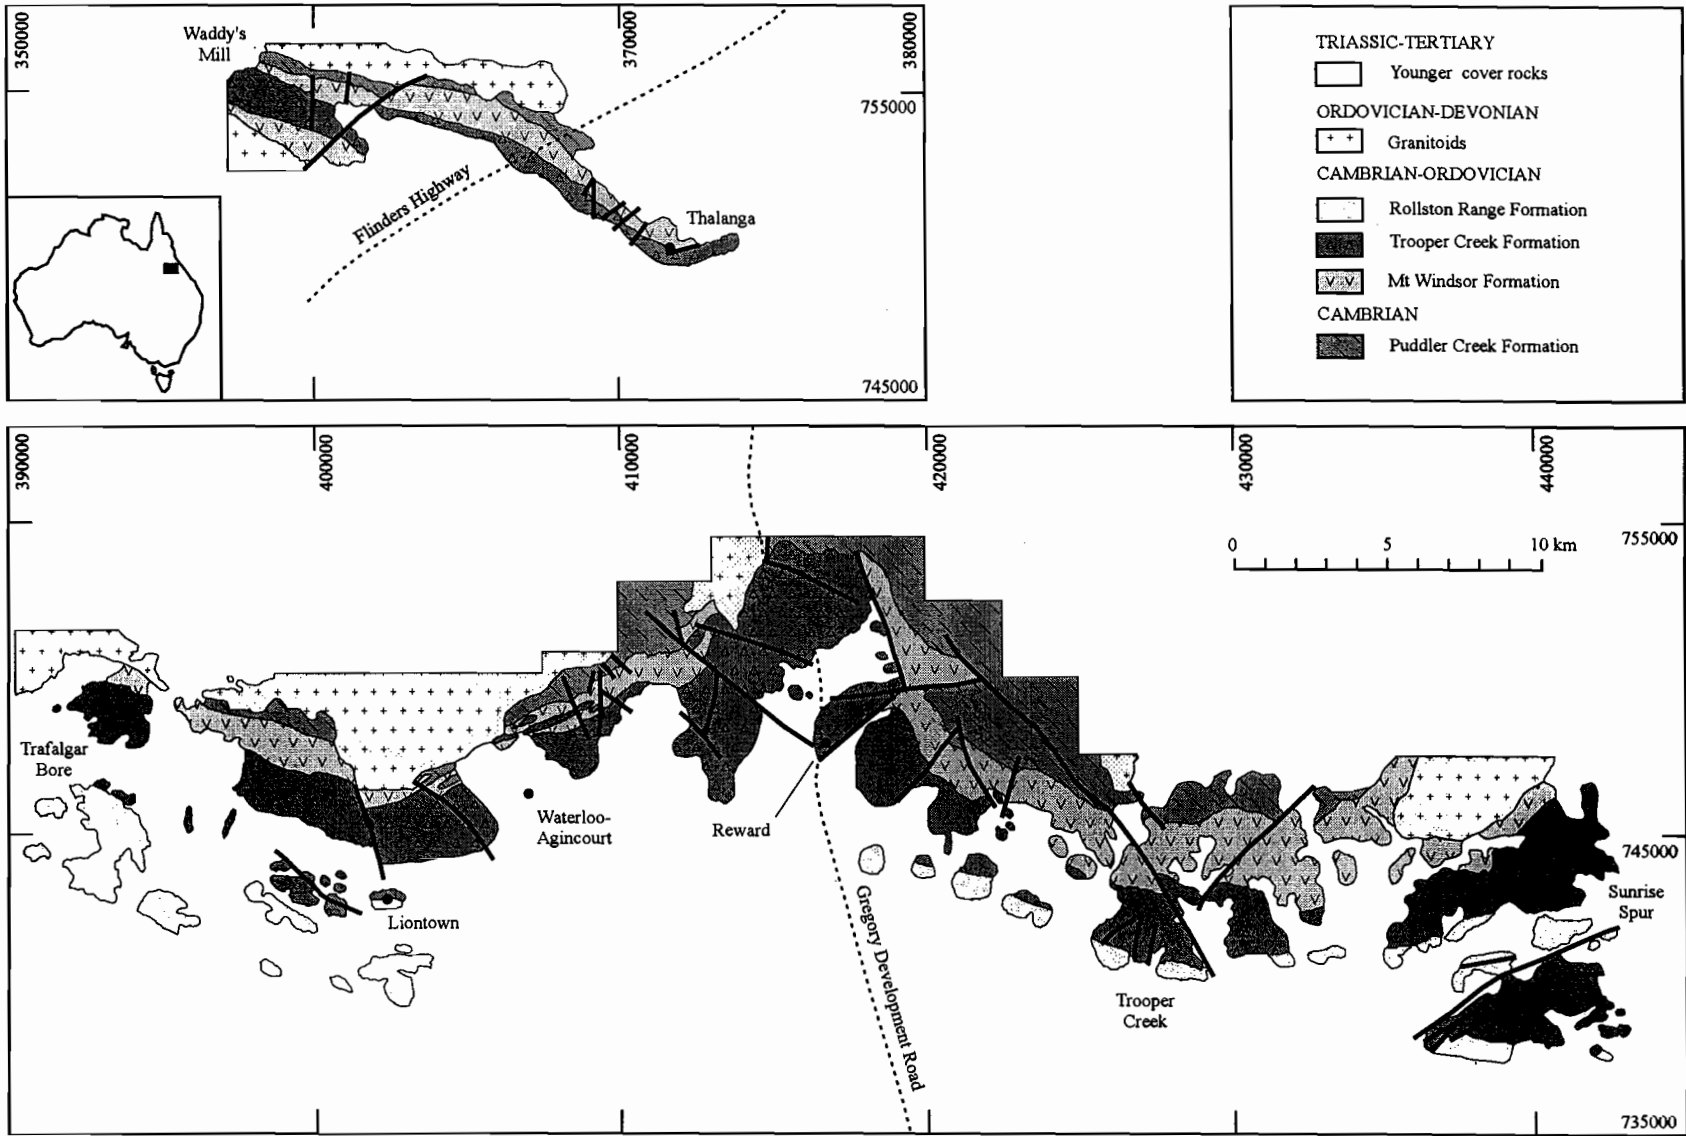 350000
370000
380000
Waddy's
Mill
755000
Flinders Highway
Thalanga
745000
TRIASSIC-TERTIARY
Younger cover rocks
ORDOVICIAN-DEVONIAN
Granitoids
CAMBRIAN-ORDOVICIAN
Rollston Range Formation
Trooper Creek Formation
Mt Windsor Formation
CAMBRIAN
Puddler Creek Formation
390000
400000
410000
420000
430000
440000
755000
0 5 10 km
Trafalgar
Bore
Waterloo-
Agincourt
Reward
745000
Sunrise
Spur
Liontown
Gregory Development Road
Trooper
Creek
735000